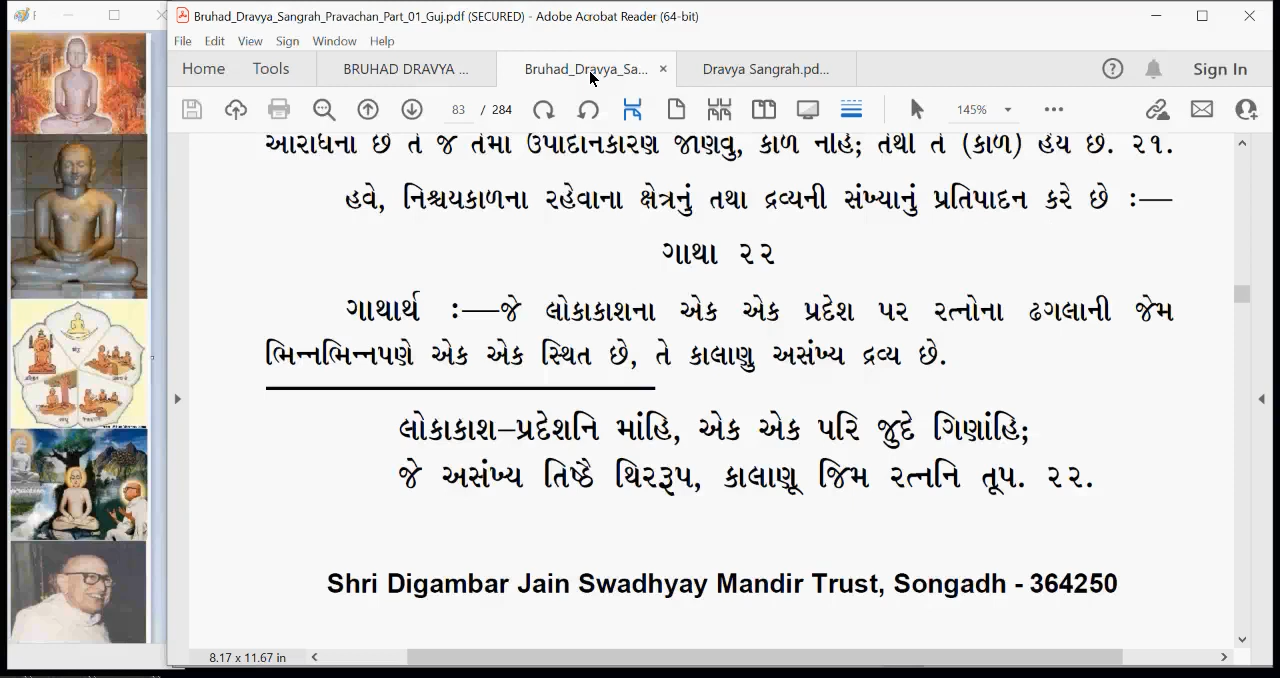 Bruhad_Dravya_Sangrah_Pravachan_Part_01_Guj.pdf (SECURED) - Adobe Acrobat Reader (64-bit)
File Edit View Sign Window Help
Home Tools BRUHAD DRAVYA ... Bruhad_Dravya_Sa... × Dravya Sangrah.pd... Sign In
83 / 284 145%
આરાધના છે તે જ તેમાં ઉપાદાનકારણ જાણવું, કાળ નહિ; તેથી તે (કાળ) હેય છે. ૨૧.
હવે, નિશ્ચયકાળના રહેવાના ક્ષેત્રનું તથા દ્રવ્યની સંખ્યાનું પ્રતિપાદન કરે છે :—
ગાથા ૨૨
ગાથાર્થ :—જે લોકાકાશના એક એક પ્રદેશ પર રત્નોના ઢગલાની જેમ
ભિન્નભિન્નપણે એક એક સ્થિત છે, તે કાલાણુ અસંખ્ય દ્રવ્ય છે.
લોકાકાશ–પ્રદેશનિ માંહિ, એક એક પરિ જુદે ગિણાંહિ;
જે અસંખ્ય તિષ્ઠૈ થિરરૂપ, કાલાણૂ જિમ રત્નનિ તૂપ. ૨૨.
Shri Digambar Jain Swadhyay Mandir Trust, Songadh - 364250
8.17 x 11.67 in